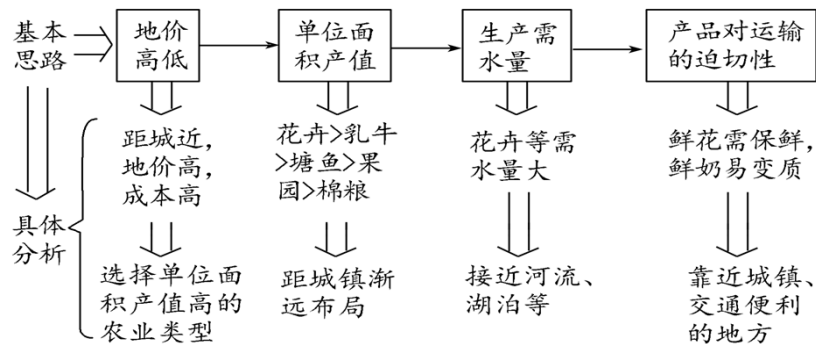 基本
思路
地价
高低
单位面
积产值
生产需
水量
产品对运输
的迫切性
具体
分析
距城近,
地价高,
成本高
花卉>乳牛
>塘鱼>果
园>棉粮
花卉等需
水量大
鲜花需保鲜,
鲜奶易变质
选择单位面
积产值高的
农业类型
距城镇渐
远布局
接近河流、
湖泊等
靠近城镇、
交通便利
的地方